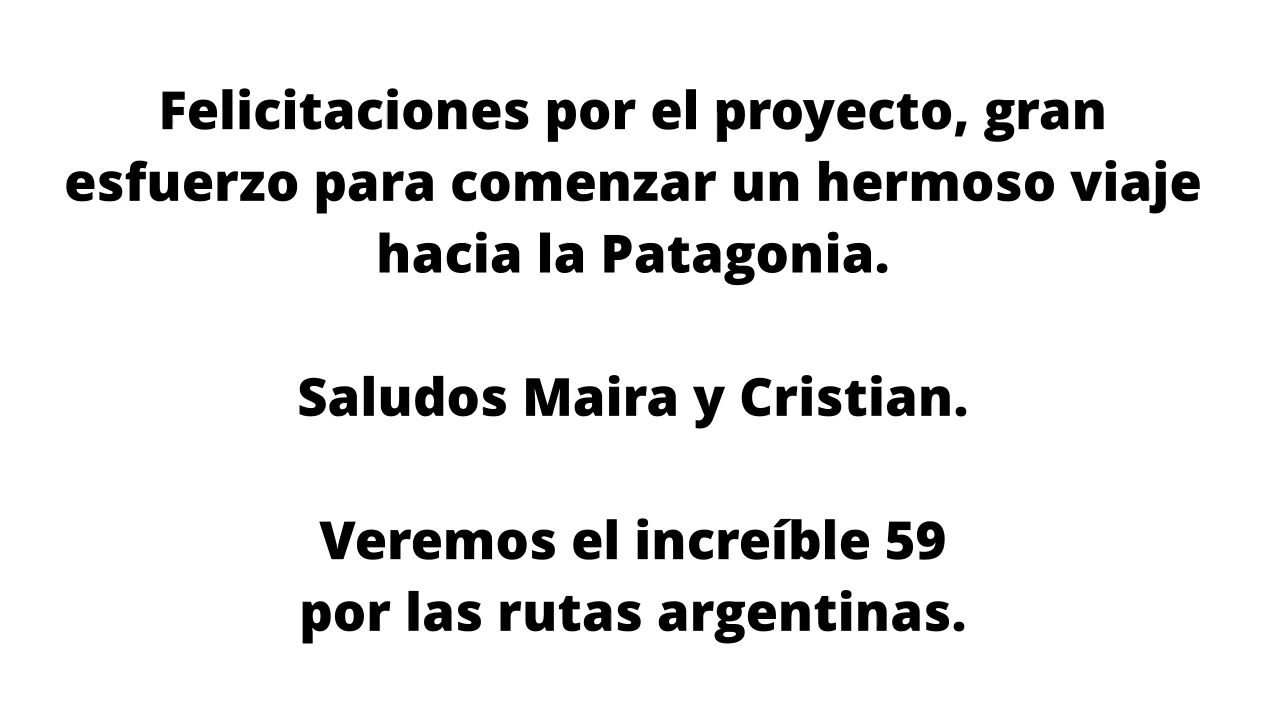 Felicitaciones por el proyecto, gran
esfuerzo para comenzar un hermoso viaje
hacia la Patagonia.
Saludos Maira y Cristian.
Veremos el increíble 59
por las rutas argentinas.